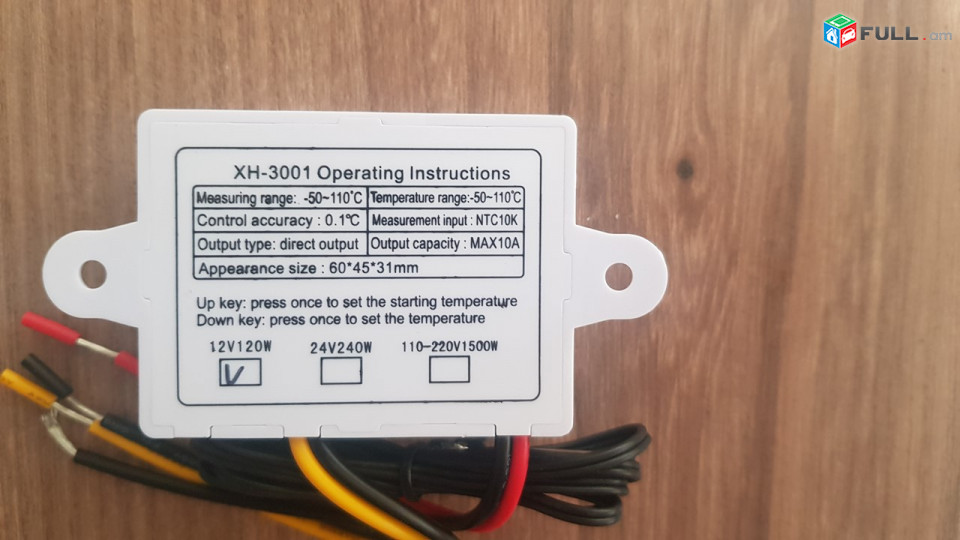 FULL.am
XH-3001 Operating Instructions
Measuring range: -50~110℃ Temperature range:-50~110℃
Control accuracy : 0.1℃ Measurement input : NTC10K
Output type: direct output Output capacity : MAX10A
Appearance size : 60*45*31mm
Up key: press once to set the starting temperature
Down key: press once to set the temperature
12V120W 24V240W 110-220V1500W
V